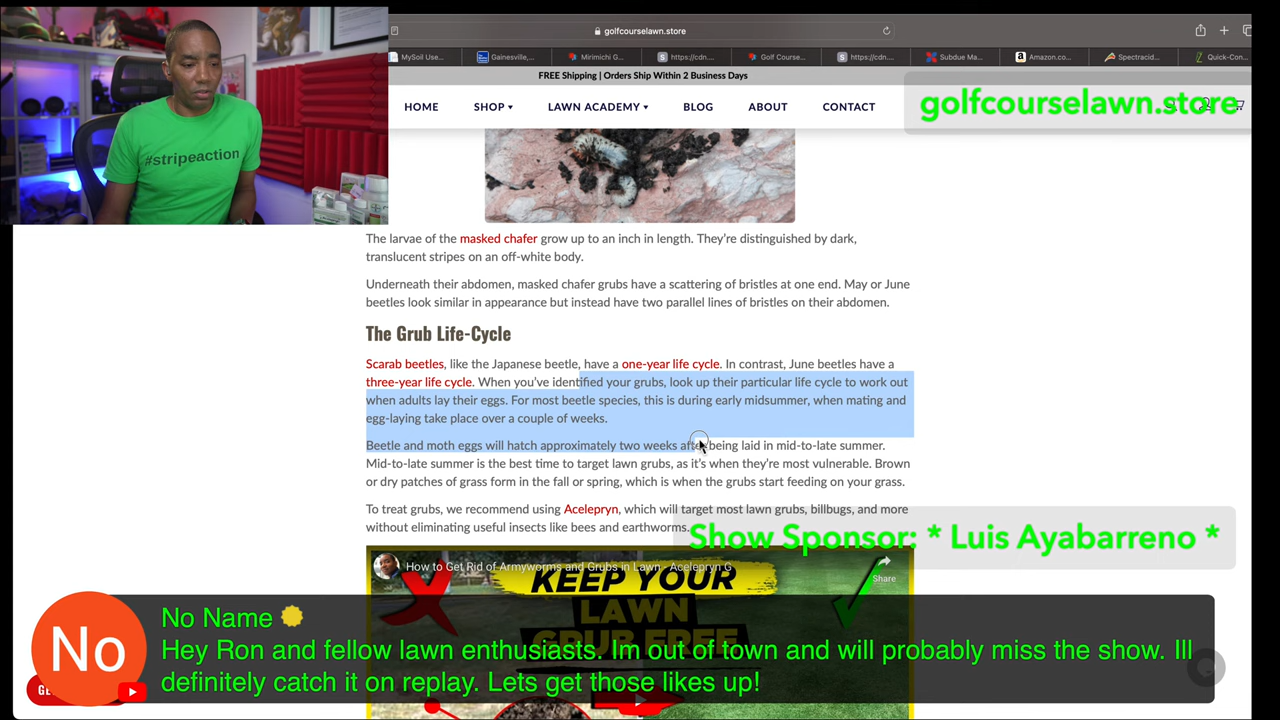 golfcourselawn.store
MySoil Use...
Gainesville,...
Mirimichi G...
https://cdn...
Golf Course...
https://cdn...
Subdue Ma...
Amazon.co...
Spectracid...
Quick-Con...
FREE Shipping | Orders Ship Within 2 Business Days
HOME
SHOP
LAWN ACADEMY
BLOG
ABOUT
CONTACT
golfcourselawn.store
#stripeaction
The larvae of the masked chafer grow up to an inch in length. They're distinguished by dark,
translucent stripes on an off-white body.
Underneath their abdomen, masked chafer grubs have a scattering of bristles at one end. May or June
beetles look similar in appearance but instead have two parallel lines of bristles on their abdomen.
The Grub Life-Cycle
Scarab beetles, like the Japanese beetle, have a one-year life cycle. In contrast, June beetles have a
three-year life cycle. When you've identified your grubs, look up their particular life cycle to work out
when adults lay their eggs. For most beetle species, this is during early midsummer, when mating and
egg-laying take place over a couple of weeks.
Beetle and moth eggs will hatch approximately two weeks after being laid in mid-to-late summer.
Mid-to-late summer is the best time to target lawn grubs, as it's when they're most vulnerable. Brown
or dry patches of grass form in the fall or spring, which is when the grubs start feeding on your grass.
To treat grubs, we recommend using Acelepryn, which will target most lawn grubs, billbugs, and more
without eliminating useful insects like bees and earthworms.
Show Sponsor: * Luis Ayabarreno *
How to Get Rid of Armyworms and Grubs in Lawn - Acelepryn G
Share
KEEP YOUR
LAWN
GRUB FREE
No
No Name
Hey Ron and fellow lawn enthusiasts. Im out of town and will probably miss the show. Ill
definitely catch it on replay. Lets get those likes up!